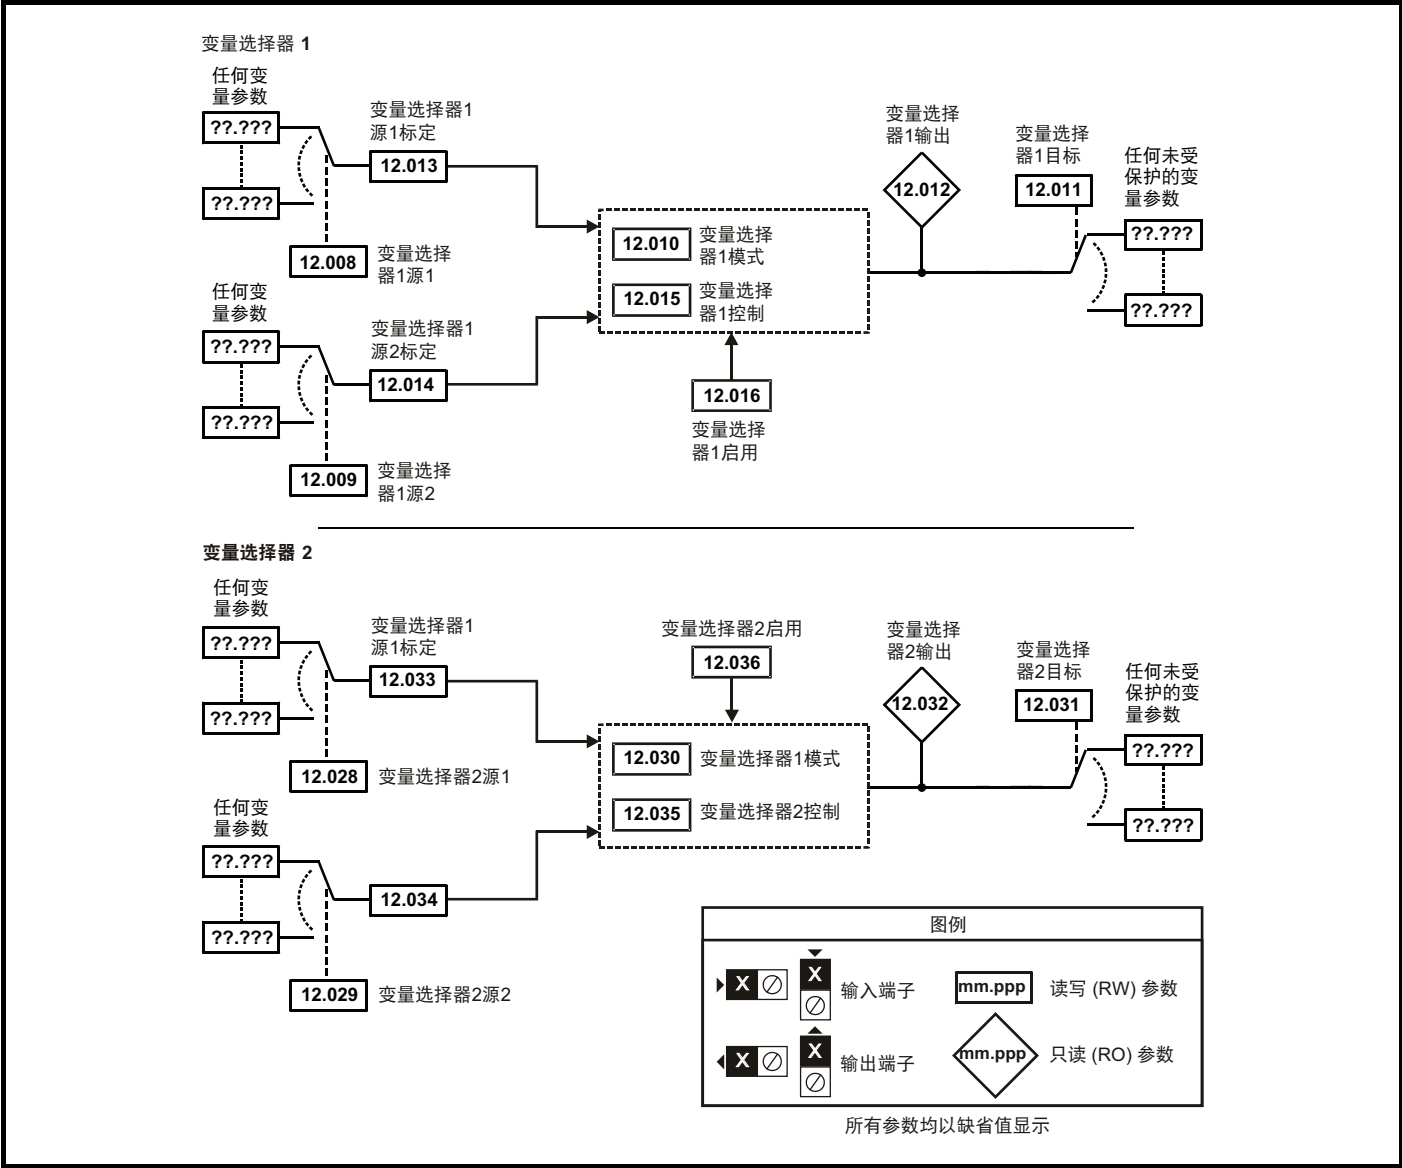 变量选择器 1
任何变
量参数
??.???
??.???
变量选择器1
源1标定
12.013
12.008
变量选择
器1源1
任何变
量参数
??.???
??.???
变量选择器1
源2标定
12.014
12.009
变量选择
器1源2
12.010
变量选择
器1模式
12.015
变量选择
器1控制
12.016
变量选择
器1启用
变量选择
器1输出
12.012
变量选择
器1目标
12.011
任何未受
保护的变
量参数
??.???
??.???
变量选择器 2
任何变
量参数
??.???
??.???
变量选择器1
源1标定
12.033
12.028
变量选择器2源1
任何变
量参数
??.???
??.???
12.034
12.029
变量选择器2源2
变量选择器2启用
12.036
12.030
变量选择器1模式
12.035
变量选择器2控制
变量选择
器2输出
12.032
变量选择
器2目标
12.031
任何未受
保护的变
量参数
??.???
??.???
图例
X
X
输入端子
mm.ppp
读写 (RW) 参数
X
X
输出端子
mm.ppp
只读 (RO) 参数
所有参数均以缺省值显示